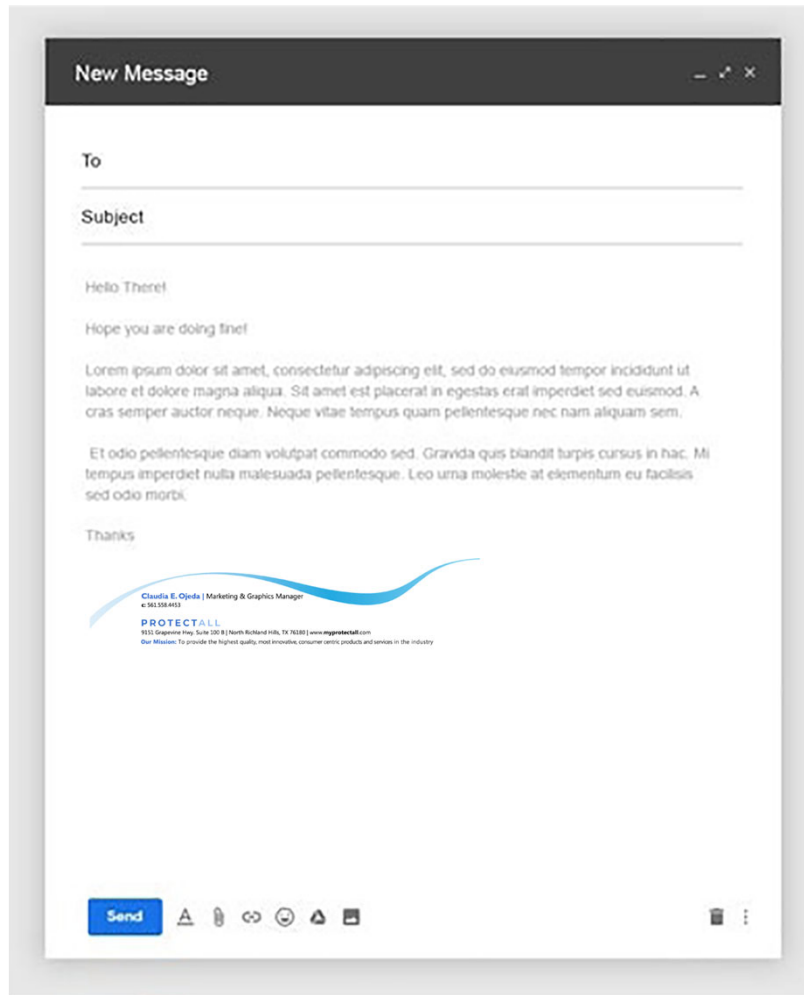 New Message
To
Subject
Hello There!
Hope you are doing fine!
Lorem ipsum dolor sit amet, consectetur adipiscing elit, sed do eiusmod tempor incididunt ut
labore et dolore magna aliqua. Sit amet est placerat in egestas erat imperdiet sed euismod. A
cras semper auctor neque. Neque vitae tempus quam pellentesque nec nam aliquam sem.
Et odio pellentesque diam volutpat commodo sed. Gravida quis blandit turpis cursus in hac. Mi
tempus imperdiet nulla malesuada pellentesque. Leo urna molestie at elementum eu facilisis
sed odio morbi.
Thanks
Claudia E. Ojeda | Marketing & Graphics Manager
c: 561.558.4453
PROTECTALL
9151 Grapevine Hwy. Suite 100 B | North Richland Hills, TX 76180 | www.myprotectall.com
Our Mission: To provide the highest quality, most innovative, consumer centric products and services in the industry
Send